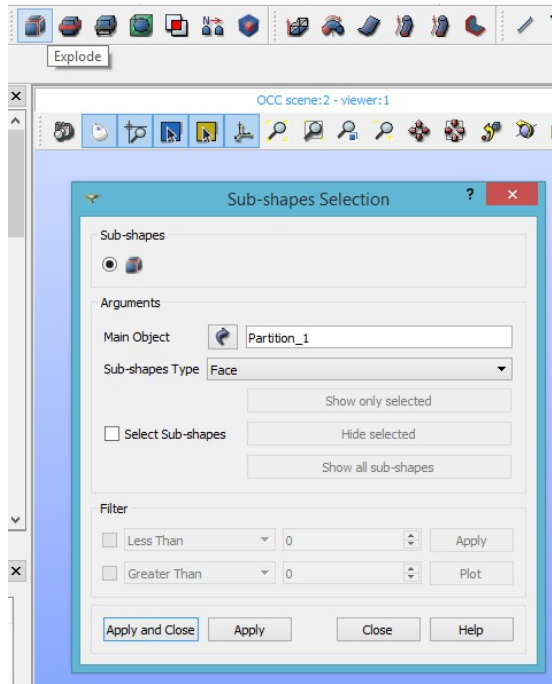 Explode
OCC scene:2 - viewer:1
Sub-shapes Selection
Sub-shapes
Arguments
Main Object Partition_1
Sub-shapes Type Face
Show only selected
Select Sub-shapes Hide selected
Show all sub-shapes
Filter
Less Than 0 Apply
Greater Than 0 Plot
Apply and Close Apply Close Help